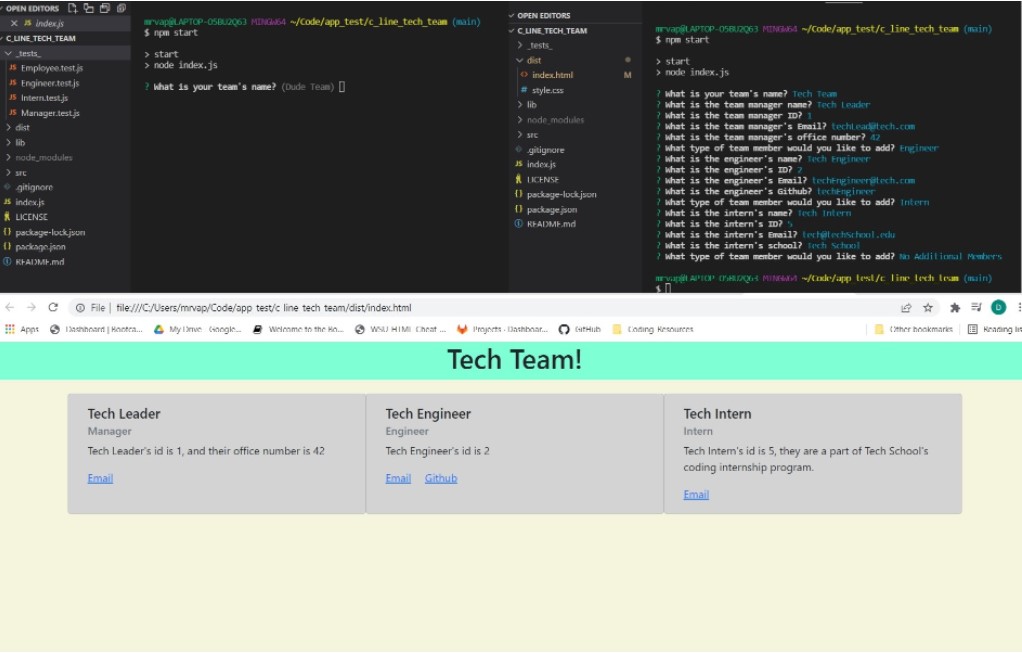 OPEN EDITORS
JS index.js
C_LINE_TECH_TEAM
_tests_
JS Employee.test.js
JS Engineer.test.js
JS Intern.test.js
JS Manager.test.js
dist
lib
node_modules
src
.gitignore
JS index.js
LICENSE
{} package-lock.json
{} package.json
README.md
mrvap@LAPTOP-O5BU2Q63 MINGW64 ~/Code/app_test/c_line_tech_team (main)
$ npm start
> start
> node index.js
? What is your team's name? (Dude Team)
OPEN EDITORS
C_LINE_TECH_TEAM
_tests_
dist
<> index.html M
# style.css
lib
node_modules
src
.gitignore
JS index.js
LICENSE
{} package-lock.json
{} package.json
README.md
mrvap@LAPTOP-O5BU2Q63 MINGW64 ~/Code/app_test/c_line_tech_team (main)
$ npm start
> start
> node index.js
? What is your team's name? Tech Team
? What is the team manager name? Tech Leader
? What is the team manager ID? 1
? What is the team manager's Email? techLead@tech.com
? What is the team manager's office number? 42
? What type of team member would you like to add? Engineer
? What is the engineer's name? Tech Engineer
? What is the engineer's ID? 2
? What is the engineer's Email? techEngineer@tech.com
? What is the engineer's Github? techEngineer
? What type of team member would you like to add? Intern
? What is the intern's name? Tech Intern
? What is the intern's ID? 5
? What is the intern's Email? tech@techSchool.edu
? What is the intern's school? Tech School
? What type of team member would you like to add? No Additional Members
mrvap@LAPTOP-O5BU2Q63 MINGW64 ~/Code/app_test/c_line_tech_team (main)
$
File | file:///C:/Users/mrvap/Code/app_test/c_line_tech_team/dist/index.html
D
Apps Dashboard | Bootca... My Drive - Google... Welcome to the Bo... WSU HTML Cheat ... Projects · Dashboar... GitHub Coding Resources Other bookmarks Reading lis
Tech Team!
Tech Leader
Manager
Tech Leader's id is 1, and their office number is 42
Email
Tech Engineer
Engineer
Tech Engineer's id is 2
Email Github
Tech Intern
Intern
Tech Intern's id is 5, they are a part of Tech School's
coding internship program.
Email